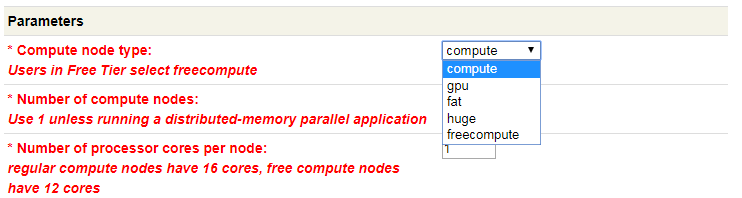 Parameters
* Compute node type:
compute
Users in Free Tier select freecompute
compute
gpu
* Number of compute nodes:
fat
Use 1 unless running a distributed-memory parallel application
huge
freecompute
* Number of processor cores per node:
1
regular compute nodes have 16 cores, free compute nodes
have 12 cores